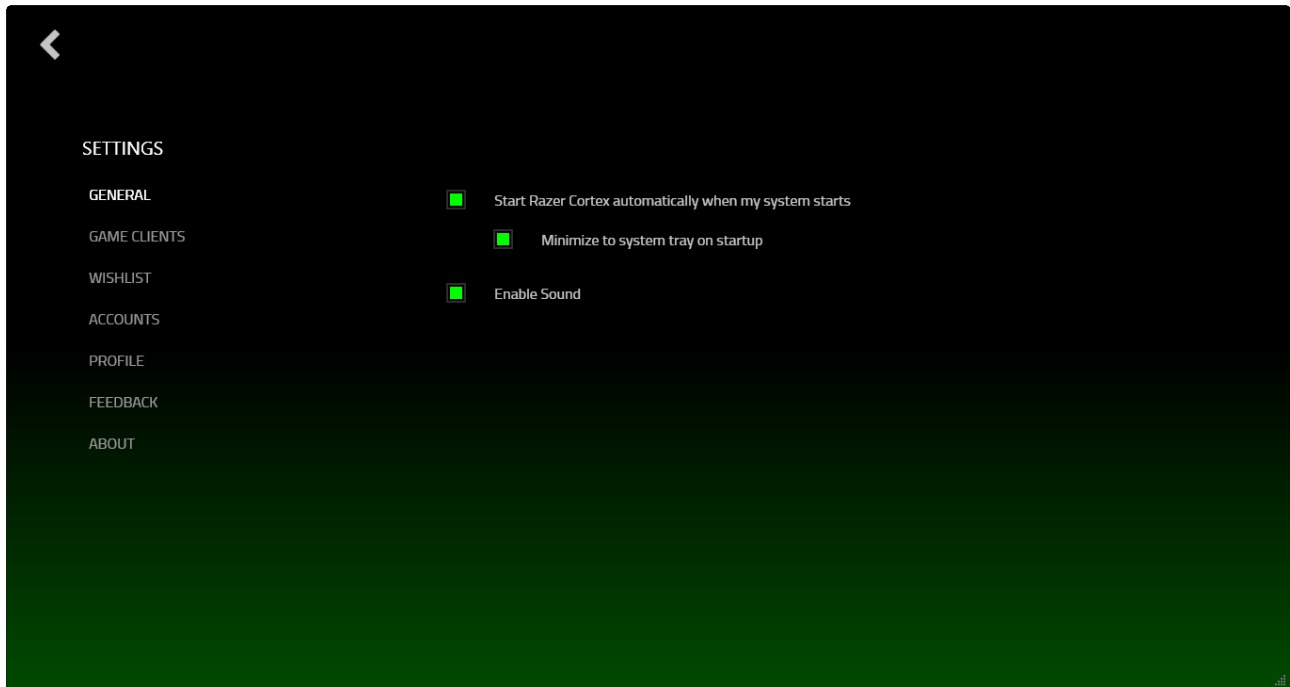 SETTINGS
GENERAL
GAME CLIENTS
WISHLIST
ACCOUNTS
PROFILE
FEEDBACK
ABOUT
Start Razer Cortex automatically when my system starts
Minimize to system tray on startup
Enable Sound